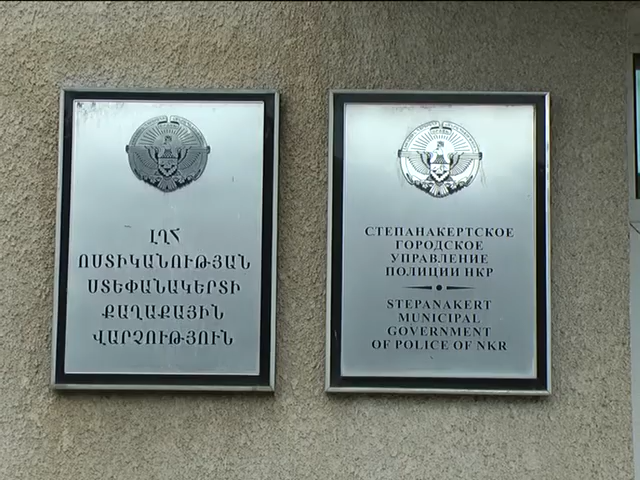 ԼՂՀ
ՈՍՏԻԿԱՆՈՒԹՅԱՆ
ՍՏԵՓԱՆԱԿԵՐՏԻ
ՔԱՂԱՔԱՅԻՆ
ՎԱՐՉՈՒԹՅՈՒՆ
СТЕПАНАКЕРТСКОЕ
ГОРОДСКОЕ
УПРАВЛЕНИЕ
ПОЛИЦИИ НКР
STEPANAKERT
MUNICIPAL
GOVERNMENT
OF POLICE OF NKR